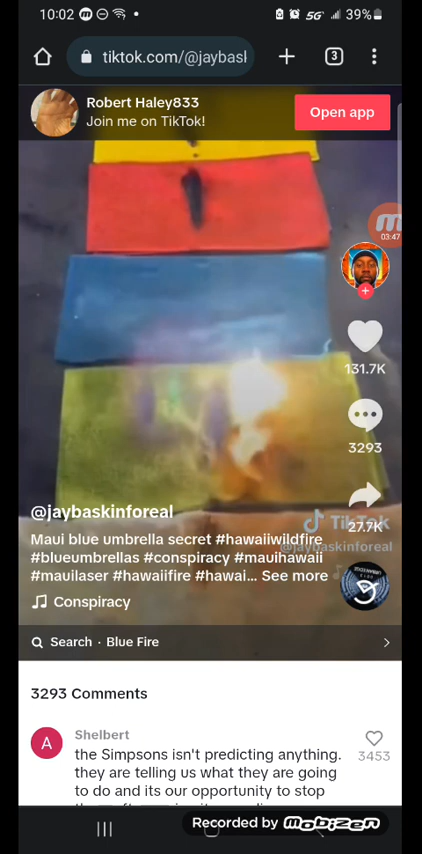 10:02
5G
39%
tiktok.com/@jaybask
3
Robert Haley833
Join me on TikTok!
Open app
03:47
131.7K
3293
27.7K
TikTok
@jaybaskinforeal
@jaybaskinforeal
Maui blue umbrella secret #hawaiiwildfire
#blueumbrellas #conspiracy #mauihawaii
#mauilaser #hawaiifire #hawai... See more
Conspiracy
Search · Blue Fire
3293 Comments
A
Shelbert
the Simpsons isn't predicting anything.
they are telling us what they are going
to do and its our opportunity to stop
3453
Recorded by mobizen